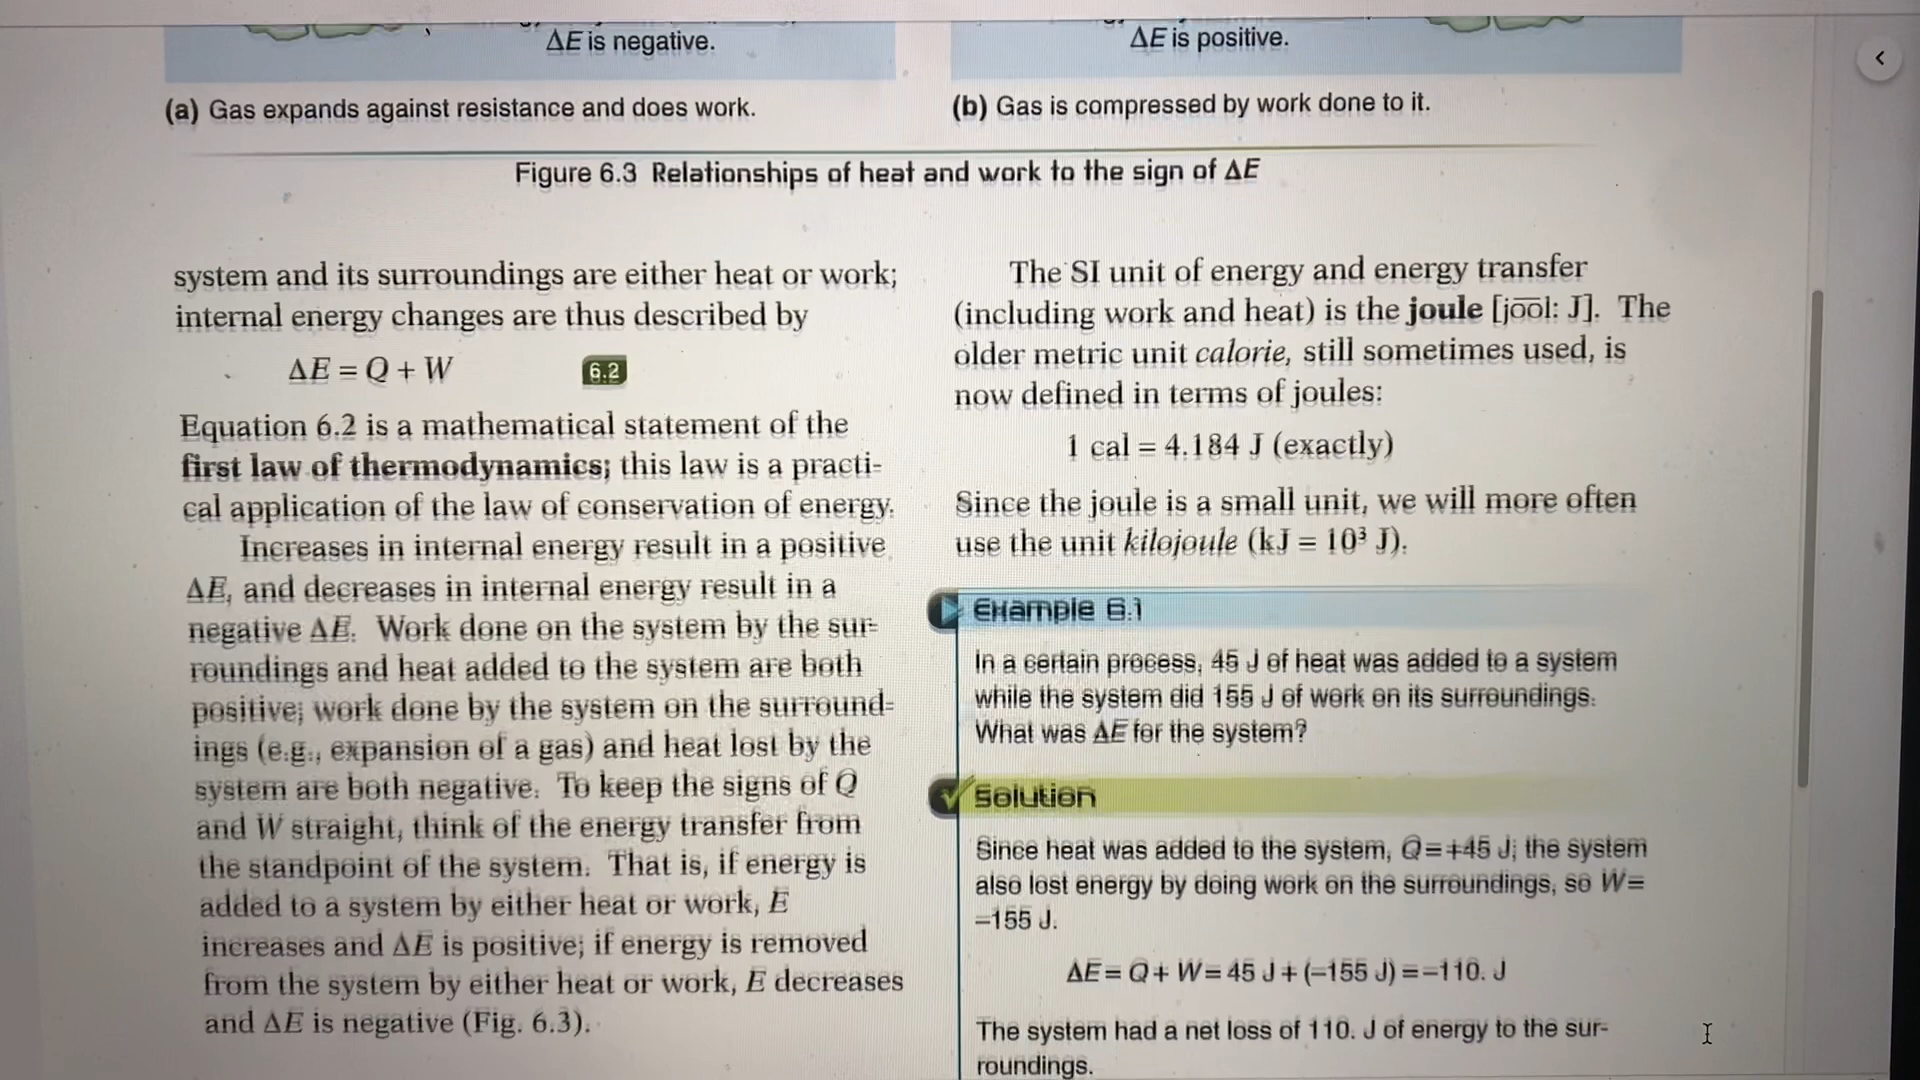 ΔE is negative.
ΔE is positive.
(a) Gas expands against resistance and does work.
(b) Gas is compressed by work done to it.
Figure 6.3 Relationships of heat and work to the sign of ΔE
system and its surroundings are either heat or work;
internal energy changes are thus described by
ΔE = Q + W 6.2
Equation 6.2 is a mathematical statement of the
first law of thermodynamics; this law is a practi-
cal application of the law of conservation of energy.
Increases in internal energy result in a positive
ΔE, and decreases in internal energy result in a
negative ΔE. Work done on the system by the sur-
roundings and heat added to the system are both
positive; work done by the system on the surround-
ings (e.g., expansion of a gas) and heat lost by the
system are both negative. To keep the signs of Q
and W straight, think of the energy transfer from
the standpoint of the system. That is, if energy is
added to a system by either heat or work, E
increases and ΔE is positive; if energy is removed
from the system by either heat or work, E decreases
and ΔE is negative (Fig. 6.3).
The SI unit of energy and energy transfer
(including work and heat) is the joule [jo͞ol: J]. The
older metric unit calorie, still sometimes used, is
now defined in terms of joules:
1 cal = 4.184 J (exactly)
Since the joule is a small unit, we will more often
use the unit kilojoule (kJ = 10³ J).
Example 6.1
In a certain process, 45 J of heat was added to a system
while the system did 155 J of work on its surroundings.
What was ΔE for the system?
Solution
Since heat was added to the system, Q = +45 J; the system
also lost energy by doing work on the surroundings, so W =
−155 J.
ΔE = Q + W = 45 J + (−155 J) = −110. J
The system had a net loss of 110. J of energy to the sur-
roundings.